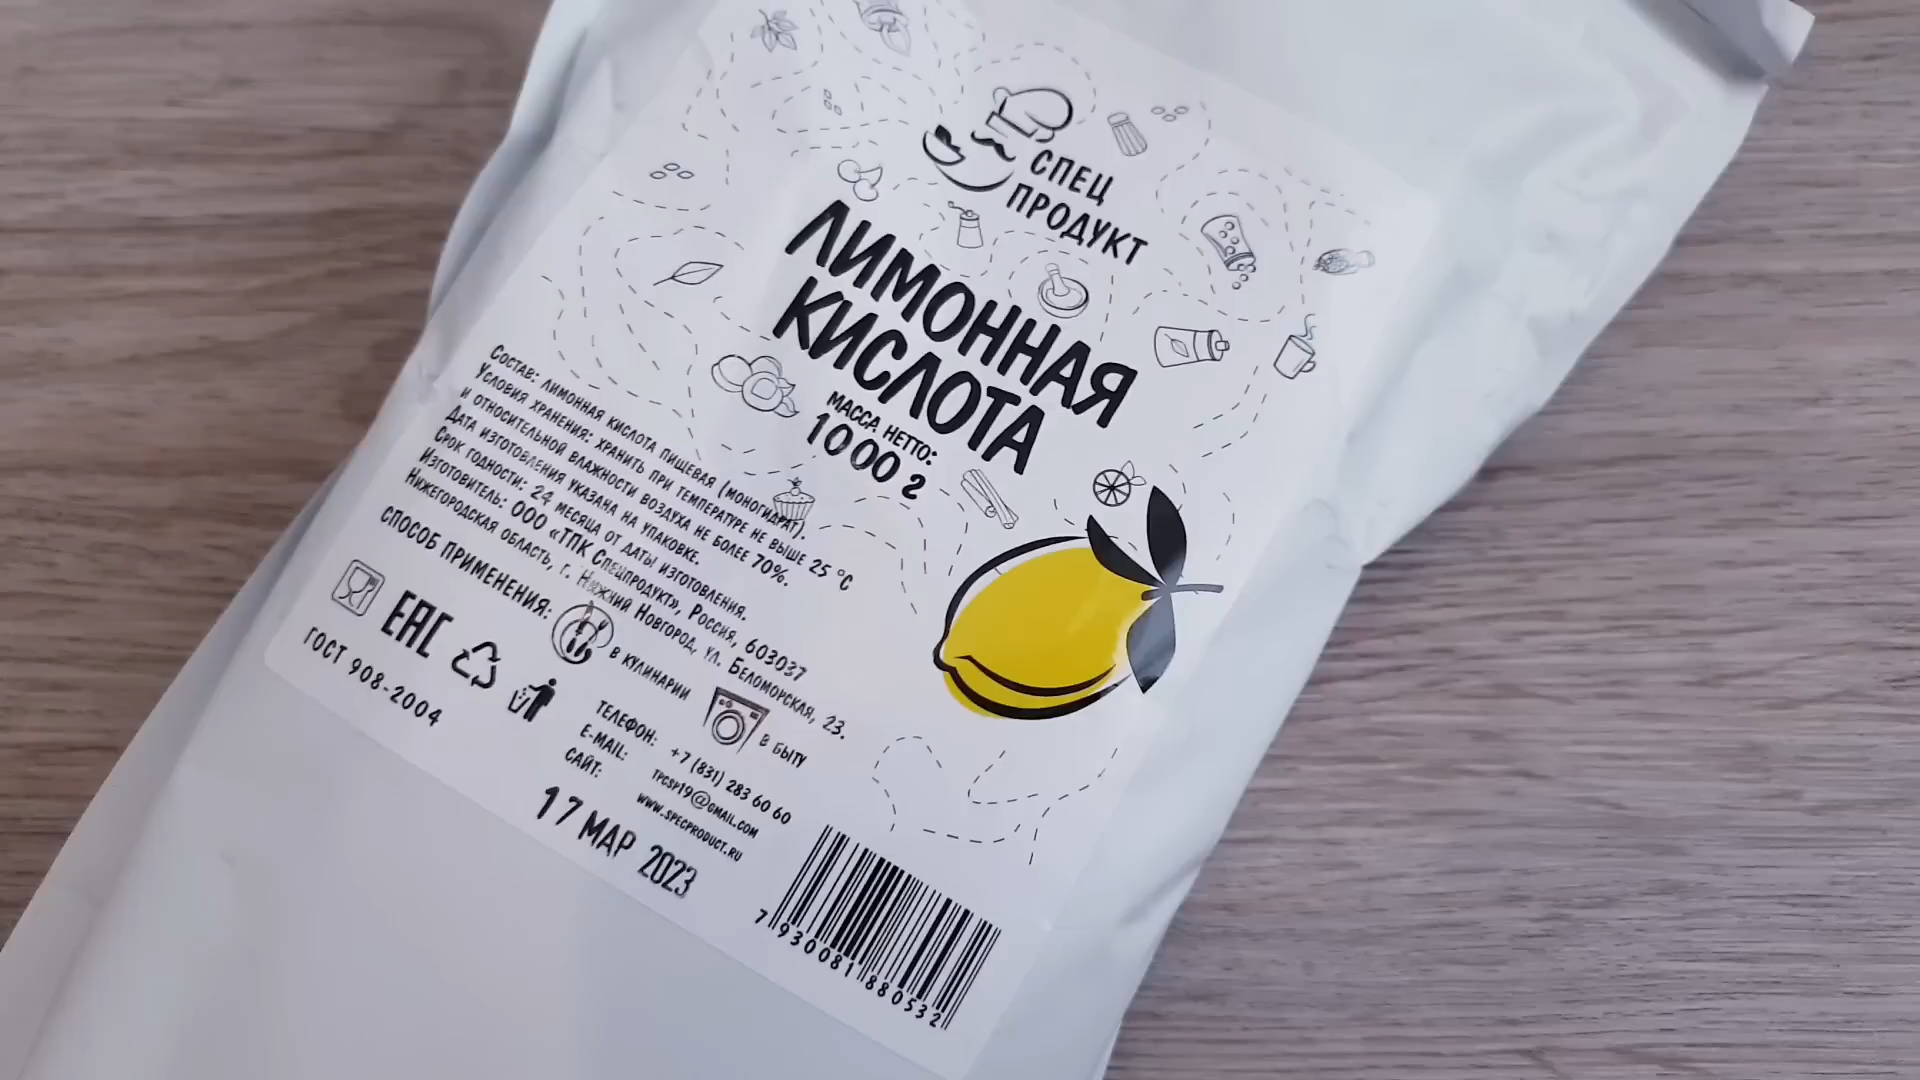 СПЕЦ
ПРОДУКТ
ЛИМОННАЯ
КИСЛОТА
МАССА НЕТТО:
1000 г
Состав: лимонная кислота пищевая (моногидрат).
Условия хранения: хранить при температуре не выше 25 °С
и относительной влажности воздуха не более 70%.
Дата изготовления указана на упаковке.
Срок годности: 24 месяца от даты изготовления.
Изготовитель: ООО «ТПК Спецпродукт», Россия, 603037
Нижегородская область, г. Нижний Новгород, ул. Беломорская, 23.
СПОСОБ ПРИМЕНЕНИЯ:
В КУЛИНАРИИ
В БЫТУ
ЕАС
ГОСТ 908-2004
ТЕЛЕФОН: +7 (831) 283 60 60
E-MAIL: TPCSP19@GMAIL.COM
САЙТ: WWW.SPECPRODUCT.RU
17 МАР 2023
7 930081 880532